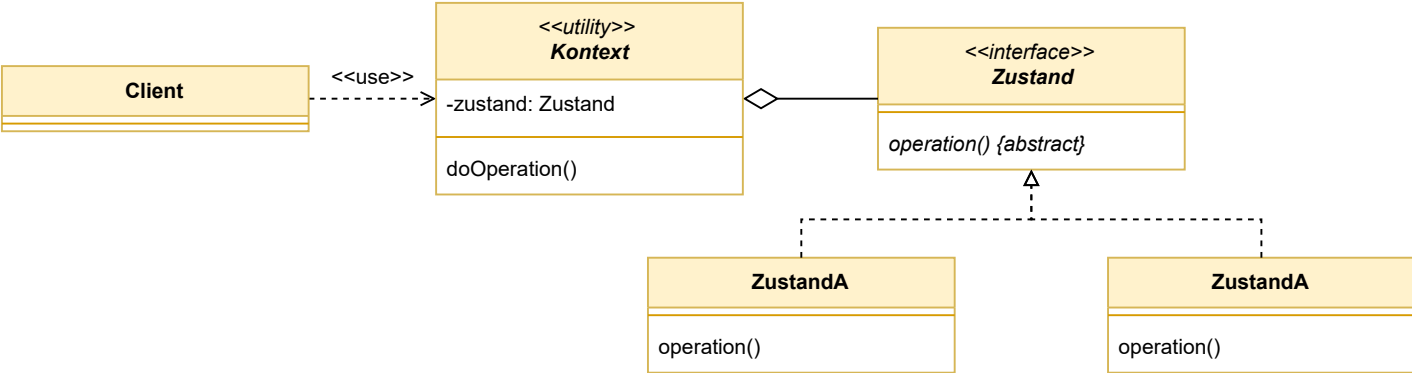 Client
<<use>>
<<utility>>
Kontext
-zustand: Zustand
doOperation()
<<interface>>
Zustand
operation() {abstract}
ZustandA
operation()
ZustandA
operation()